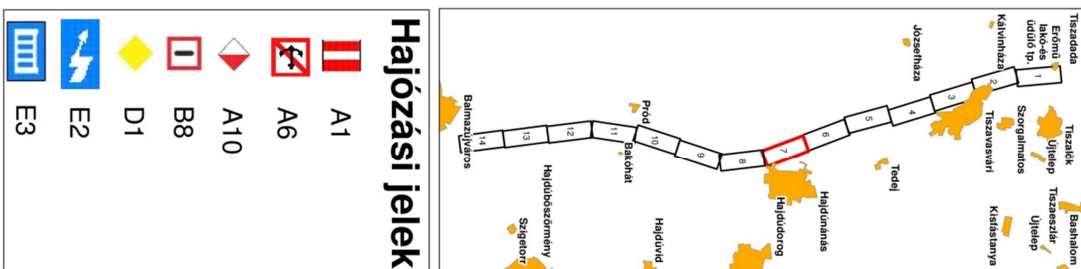 Hajózási jelek
A1
A6
A10
B8
D1
E2
E3
Tiszadada
Erőmű
lakó-és
üdülő tp.
Kálvinháza
Józsefháza
Tiszalök
Újtelep
Szorgalmatos
Tiszavasvári
Bashalom
Tiszaeszlár
Újtelep
Kisfástanya
Tedej
Hajdúnánás
Hajdúdorog
Pród
Bakóhát
Hajdúvid
Hajdúböszörmény
Szigetorr
Balmazújváros
1
2
3
4
5
6
7
8
9
10
11
12
13
14